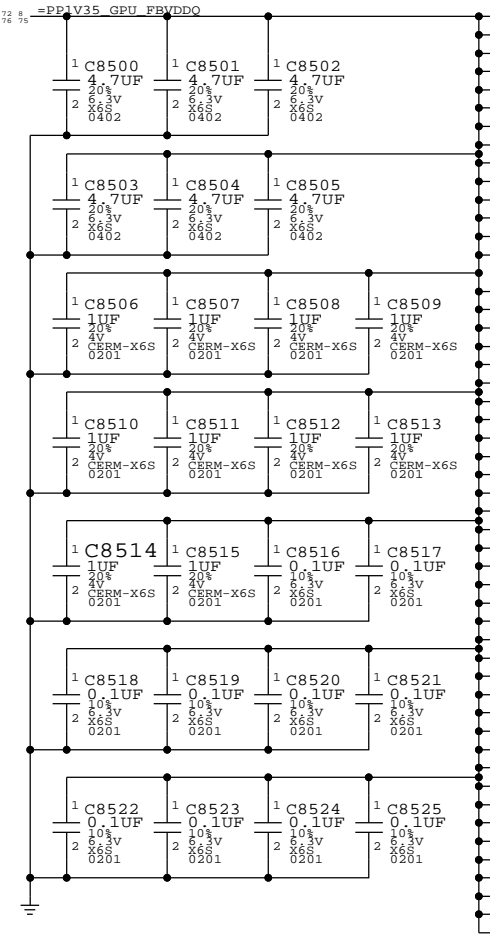 72 8 =PP1V35_GPU_FBVDDQ
76 75
1 C8500 1 C8501 1 C8502
4.7UF 4.7UF 4.7UF
20% 20% 20%
2 6.3V 2 6.3V 2 6.3V
X6S X6S X6S
0402 0402 0402
1 C8503 1 C8504 1 C8505
4.7UF 4.7UF 4.7UF
20% 20% 20%
2 6.3V 2 6.3V 2 6.3V
X6S X6S X6S
0402 0402 0402
1 C8506 1 C8507 1 C8508 1 C8509
1UF 1UF 1UF 1UF
20% 20% 20% 20%
2 4V 2 4V 2 4V 2 4V
CERM-X6S CERM-X6S CERM-X6S CERM-X6S
0201 0201 0201 0201
1 C8510 1 C8511 1 C8512 1 C8513
1UF 1UF 1UF 1UF
20% 20% 20% 20%
2 4V 2 4V 2 4V 2 4V
CERM-X6S CERM-X6S CERM-X6S CERM-X6S
0201 0201 0201 0201
1 C8514 1 C8515 1 C8516 1 C8517
1UF 1UF 0.1UF 0.1UF
20% 20% 10% 10%
2 4V 2 4V 2 6.3V 2 6.3V
CERM-X6S CERM-X6S X6S X6S
0201 0201 0201 0201
1 C8518 1 C8519 1 C8520 1 C8521
0.1UF 0.1UF 0.1UF 0.1UF
10% 10% 10% 10%
2 6.3V 2 6.3V 2 6.3V 2 6.3V
X6S X6S X6S X6S
0201 0201 0201 0201
1 C8522 1 C8523 1 C8524 1 C8525
0.1UF 0.1UF 0.1UF 0.1UF
10% 10% 10% 10%
2 6.3V 2 6.3V 2 6.3V 2 6.3V
X6S X6S X6S X6S
0201 0201 0201 0201